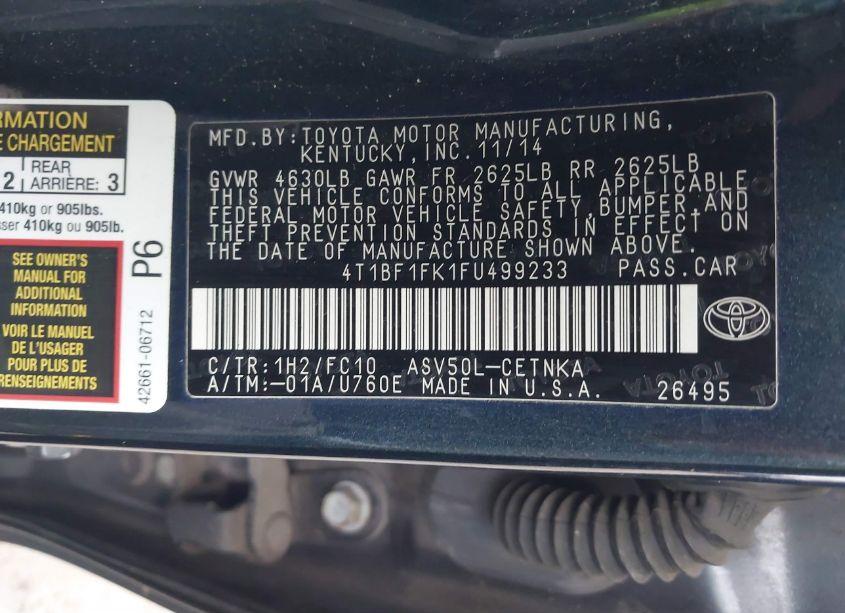 RMATION
E CHARGEMENT
2 REAR
ARRIÈRE: 3
410kg or 905lbs.
sser 410kg ou 905lb.
SEE OWNER'S
MANUAL FOR
ADDITIONAL
INFORMATION
VOIR LE MANUEL
DE L'USAGER
POUR PLUS DE
RENSEIGNEMENTS
P6
42661-06712
MFD.BY:TOYOTA MOTOR MANUFACTURING,
KENTUCKY,INC.11/14
GVWR 4630LB GAWR FR 2625LB RR 2625LB
THIS VEHICLE CONFORMS TO ALL APPLICABLE
FEDERAL MOTOR VEHICLE SAFETY,BUMPER,AND
THEFT PREVENTION STANDARDS IN EFFECT ON
THE DATE OF MANUFACTURE SHOWN ABOVE.
4T1BF1FK1FU499233 PASS.CAR
C/TR:1H2/FC10 ASV50L-CETNKA
A/TM:-01A/U760E MADE IN U.S.A. 26495